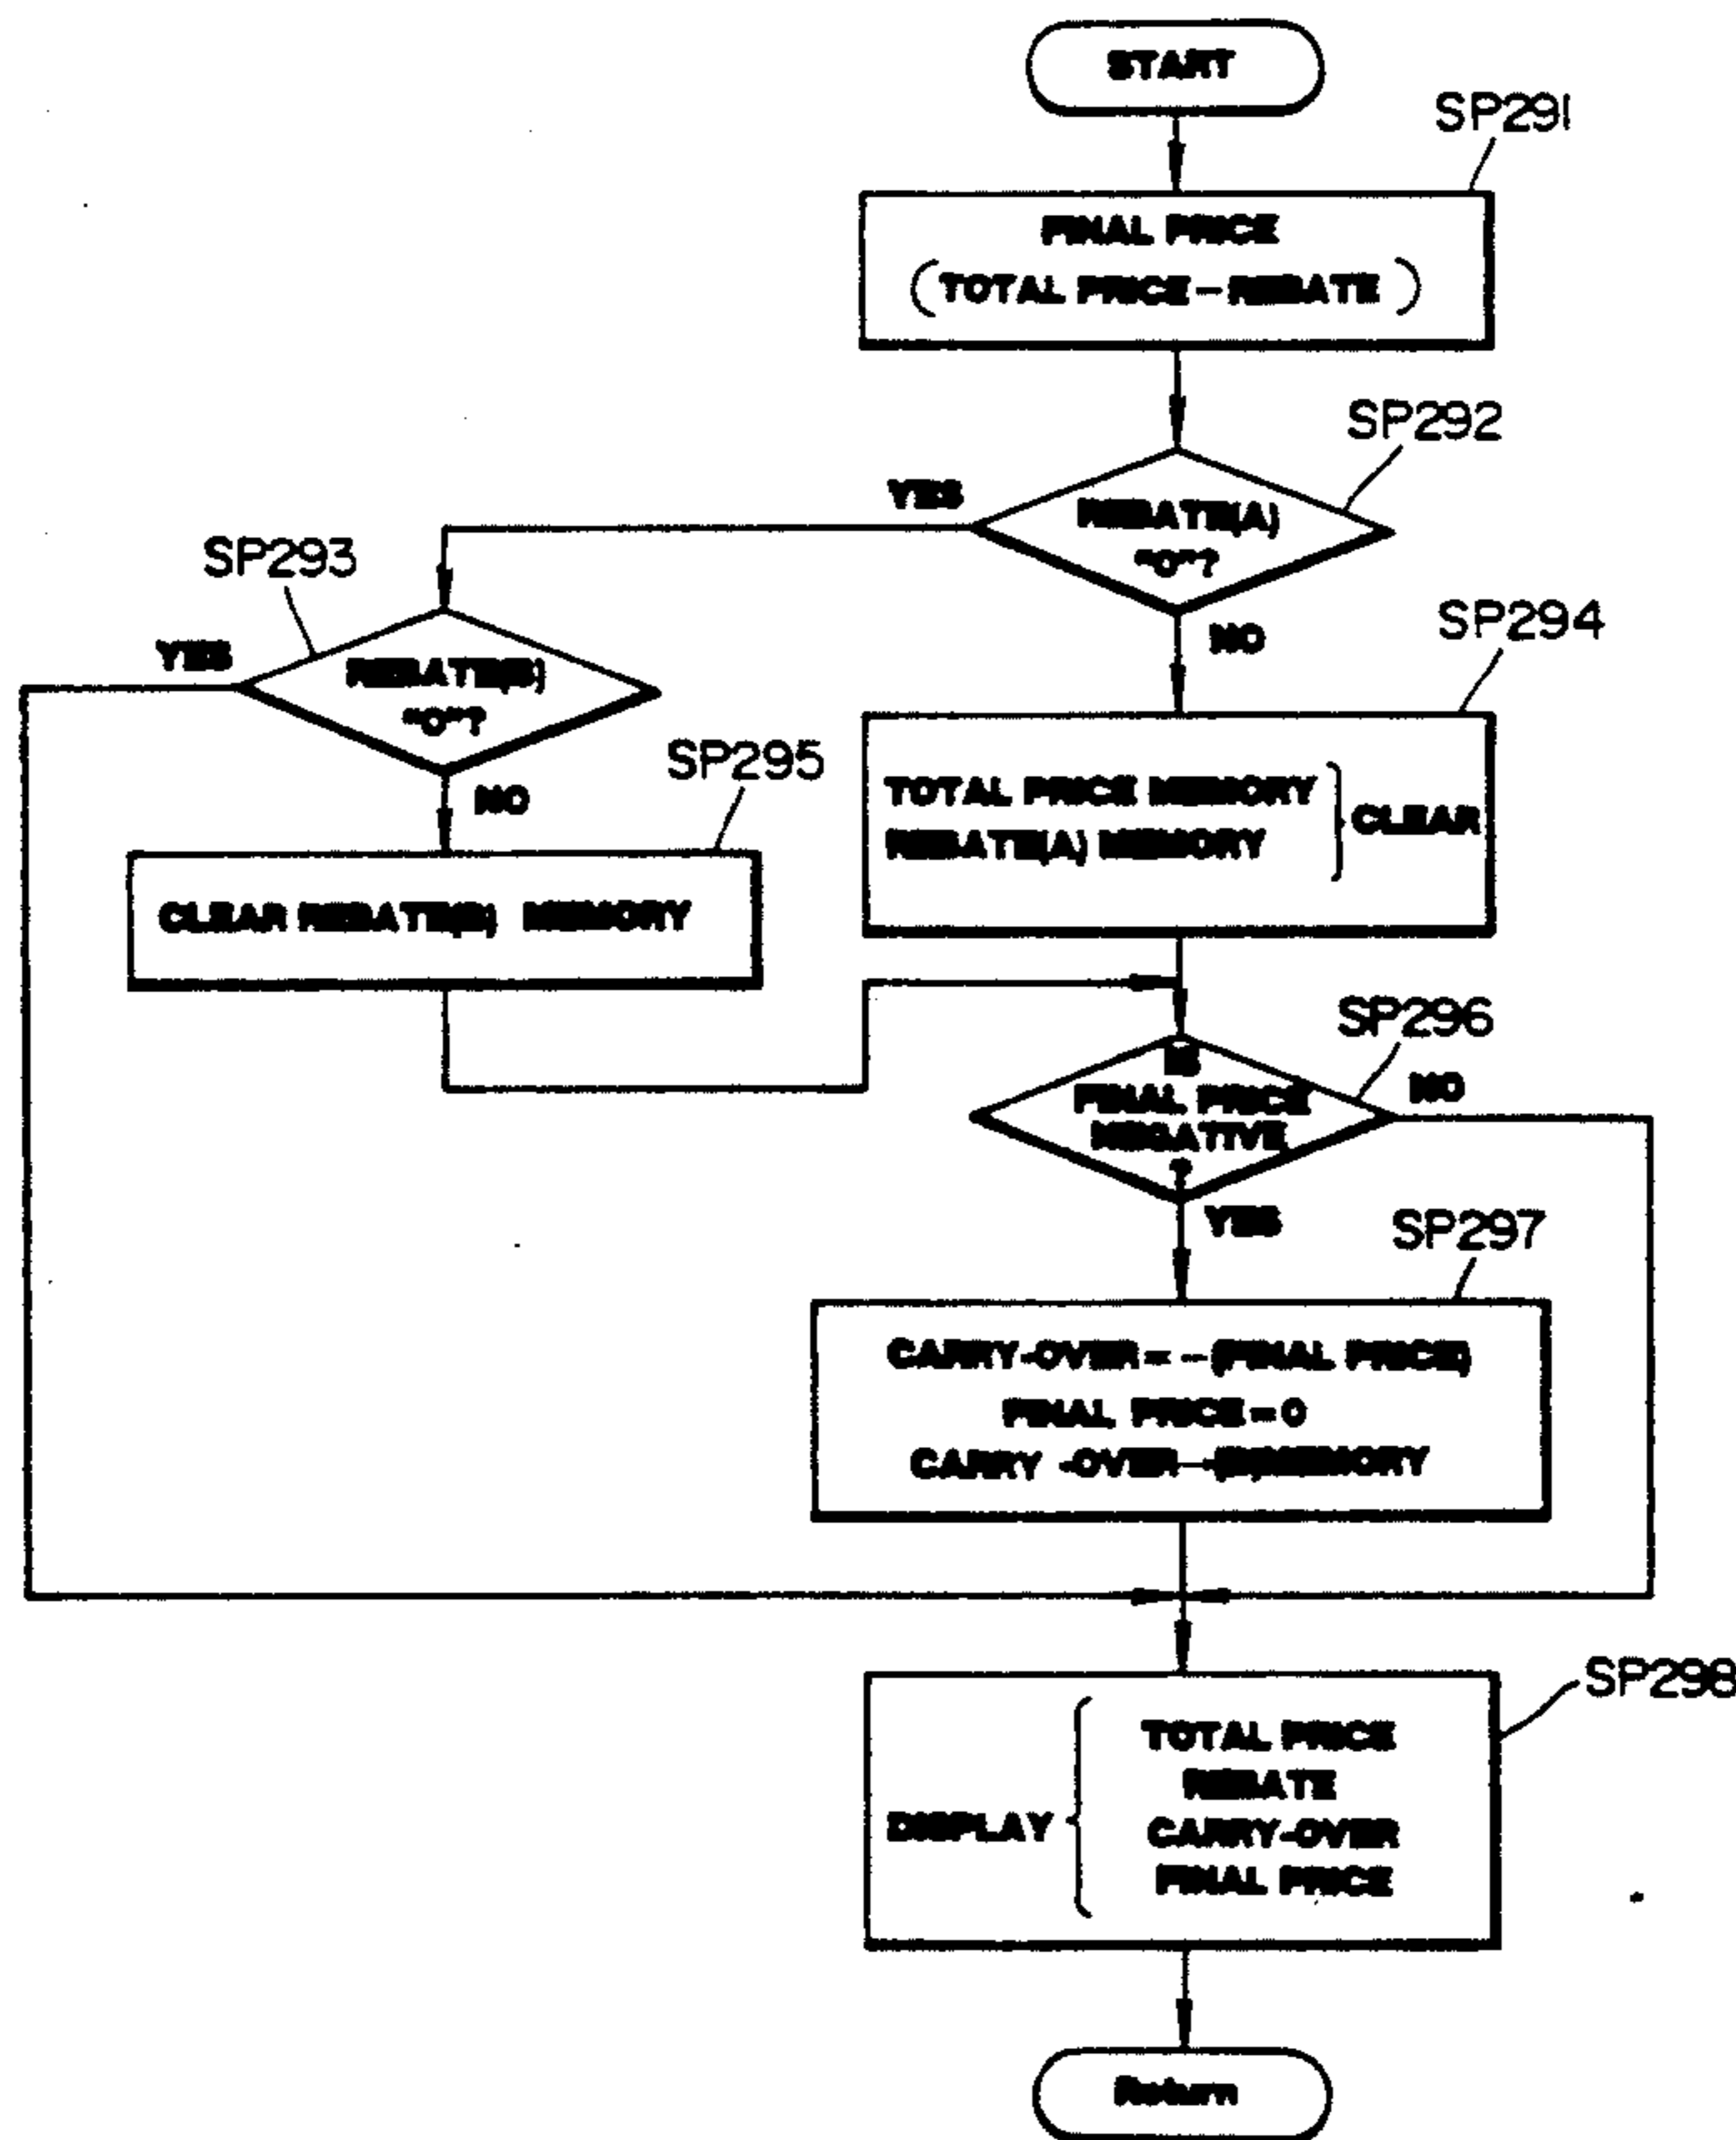 START
SP291
FINAL PRICE
(TOTAL PRICE – REBATE)
SP292
YES
REBATE(A)
"0"?
NO
SP293
YES
REBATE(B)
"0"?
NO
SP294
TOTAL PRICE MEMORY
REBATE(A) MEMORY
CLEAR
SP295
CLEAR REBATE(B) MEMORY
SP296
IS
FINAL PRICE
NEGATIVE
?
NO
YES
SP297
CARRY-OVER = –(FINAL PRICE)
FINAL PRICE = 0
CARRY-OVER→(B)MEMORY
SP298
DISPLAY
TOTAL PRICE
REBATE
CARRY-OVER
FINAL PRICE
Return